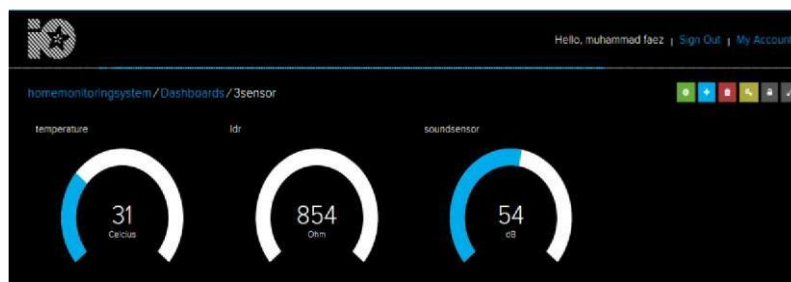 io
Hello, muhammad faez | Sign Out | My Account
homemonitoringsystem / Dashboards / 3sensor
temperature
ldr
soundsensor
31
Celcius
854
Ohm
54
dB